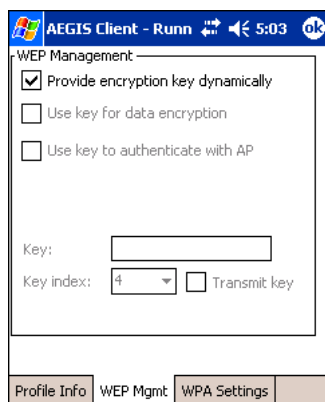 AEGIS Client - Runn 5:03 ok
WEP Management
Provide encryption key dynamically
Use key for data encryption
Use key to authenticate with AP
Key:
Key index: 4 Transmit key
Profile Info WEP Mgmt WPA Settings